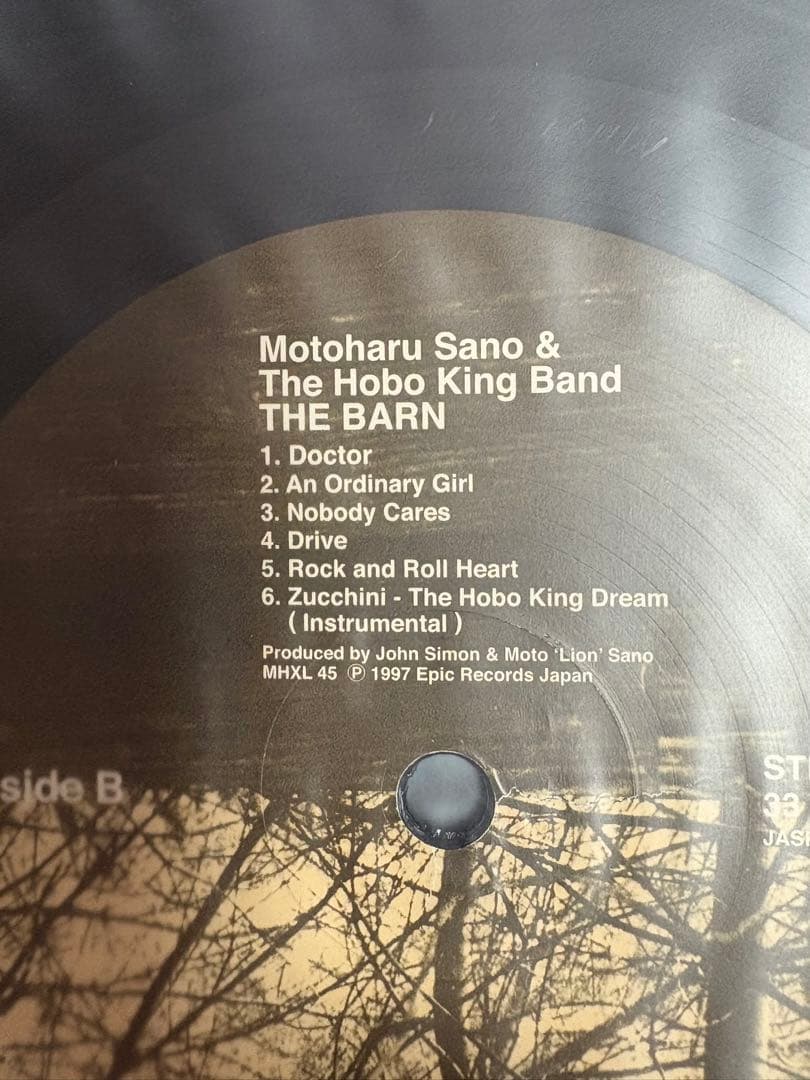 Motoharu Sano &
The Hobo King Band
THE BARN
1. Doctor
2. An Ordinary Girl
3. Nobody Cares
4. Drive
5. Rock and Roll Heart
6. Zucchini - The Hobo King Dream
( Instrumental )
Produced by John Simon & Moto ‘Lion’ Sano
MHXL 45 Ⓟ 1997 Epic Records Japan
side B
33